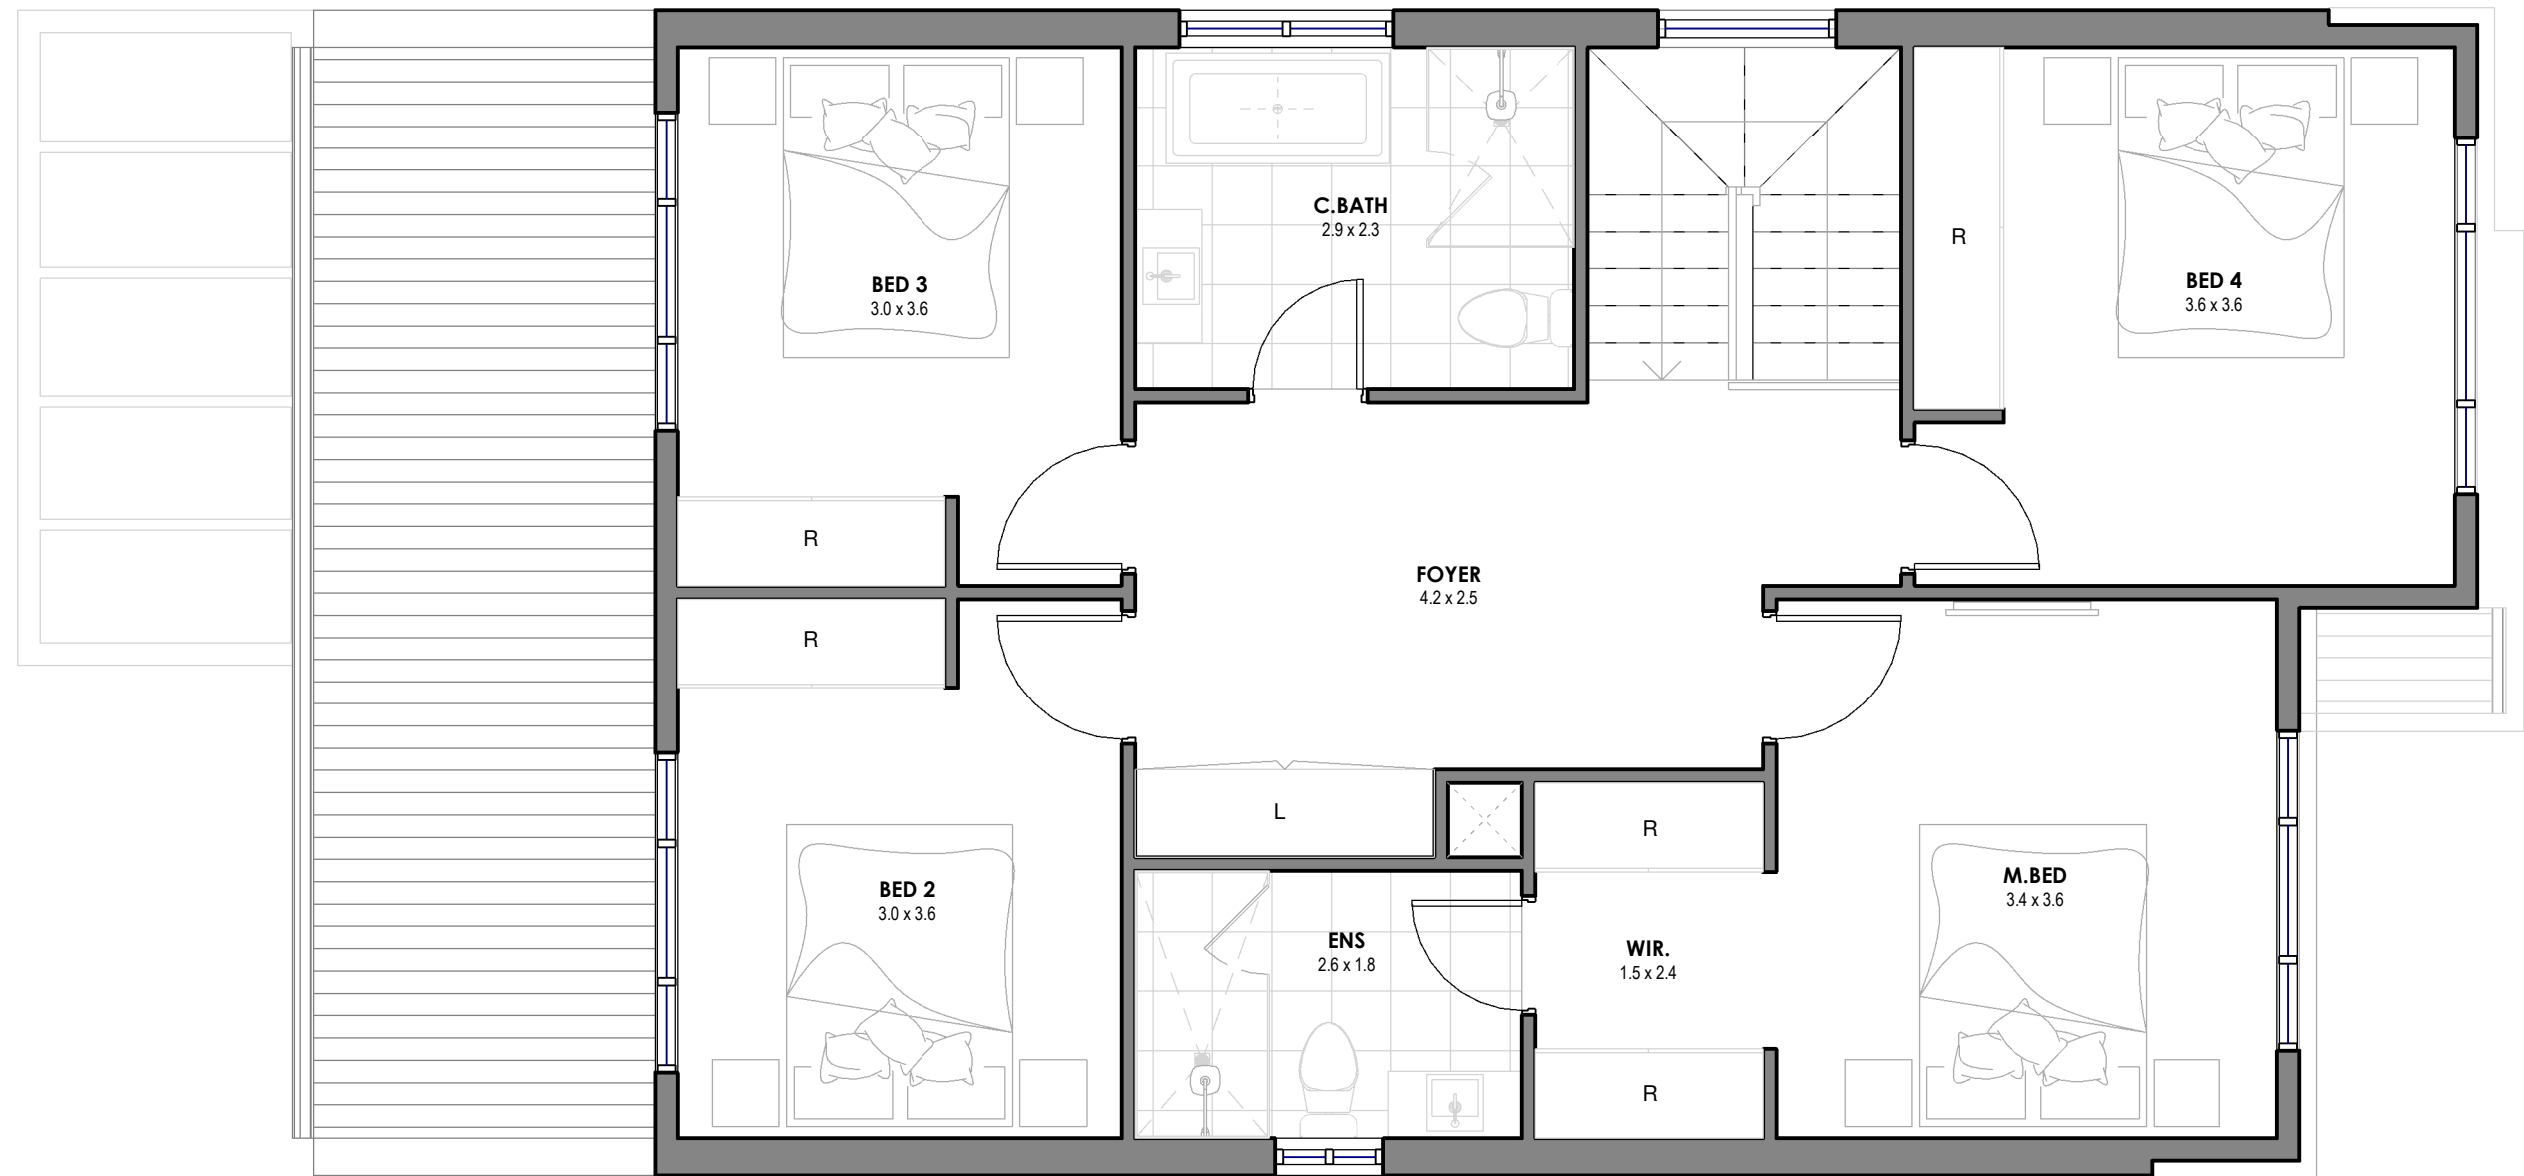 C.BATH
2.9 x 2.3
R
BED 3
3.0 x 3.6
BED 4
3.6 x 3.6
R
FOYER
4.2 x 2.5
R
L
R
BED 2
3.0 x 3.6
M.BED
3.4 x 3.6
ENS
2.6 x 1.8
WIR.
1.5 x 2.4
R